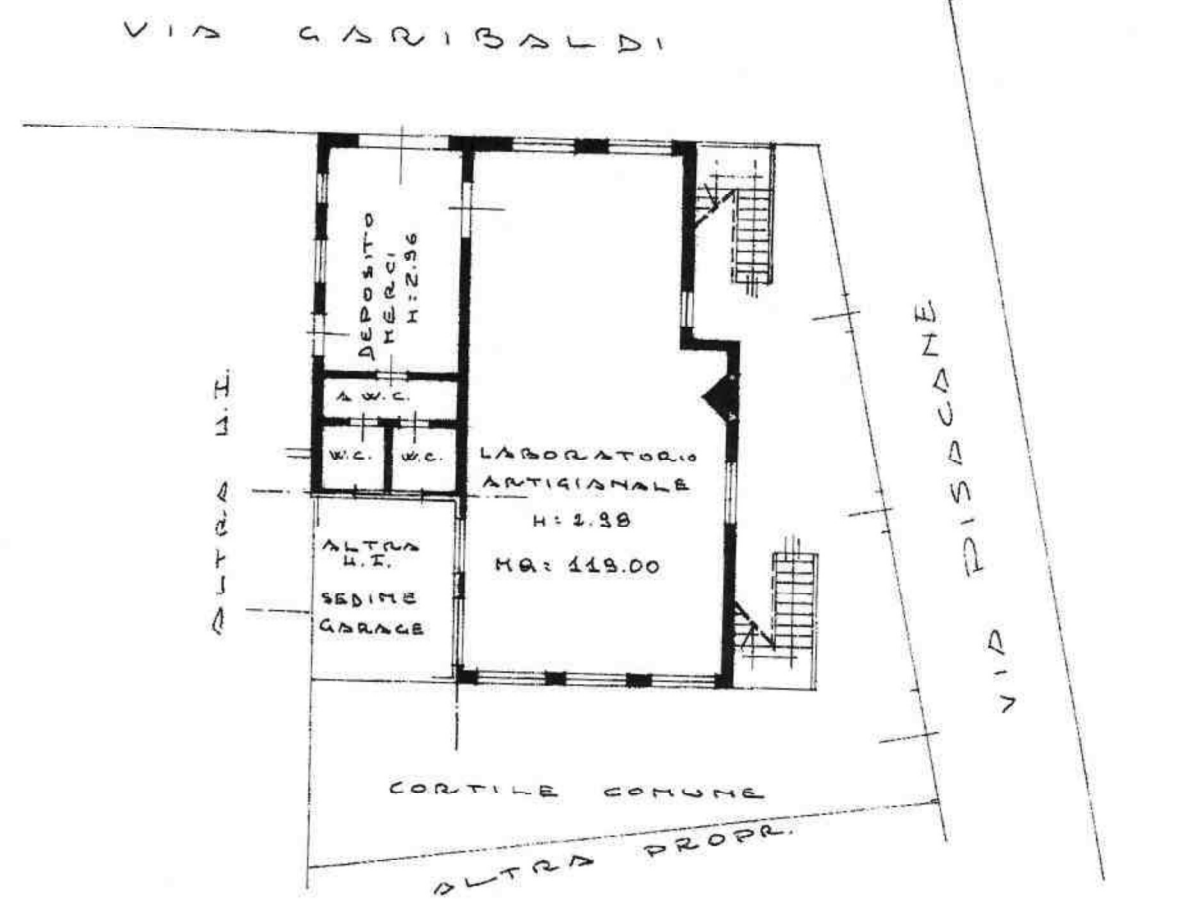 VIA GARIBALDI
DEPOSITO
MERCI
H=2.96
A W.C.
W.C.
W.C.
LABORATORIO
ARTIGIANALE
H=2.98
MQ= 119.00
ALTRA U.I.
ALTRA
U.I.
SEDIME
GARAGE
VIA PISACANE
CORTILE COMUNE
ALTRA PROPR.